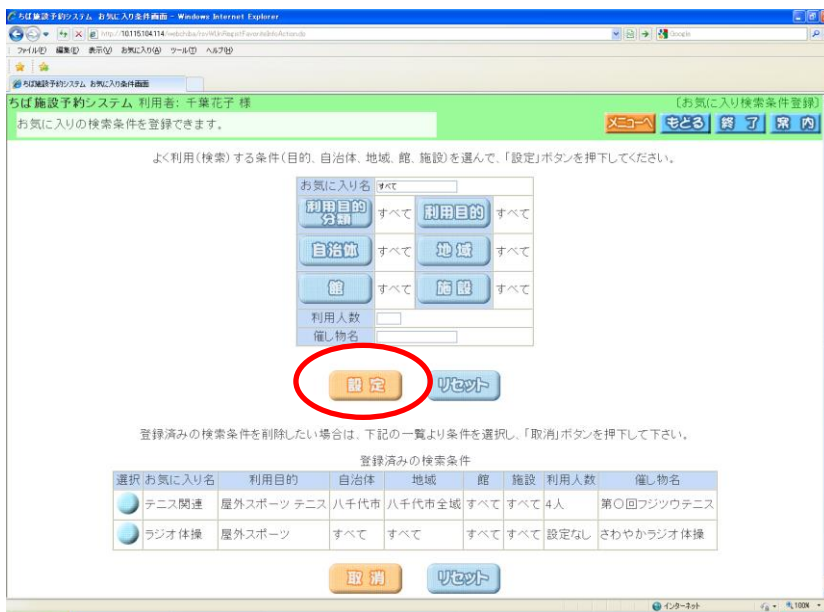 ちば施設予約システム お気に入り条件画面 - Windows Internet Explorer
http://10.115.104.114/webchiba/rsvWUnRegistFavoriteInfoAction.do
Google
ファイル(F) 編集(E) 表示(V) お気に入り(A) ツール(T) ヘルプ(H)
ちば施設予約システム お気に入り条件画面
ちば施設予約システム 利用者: 千葉花子 様 〔お気に入り検索条件登録〕
お気に入りの検索条件を登録できます。 メニューへ もどる 終了 案内
よく利用(検索)する条件(目的、自治体、地域、館、施設)を選んで、「設定」ボタンを押下してください。
お気に入り名 すべて
利用目的分類 すべて 利用目的 すべて
自治体 すべて 地域 すべて
館 すべて 施設 すべて
利用人数
催し物名
設定 リセット
登録済みの検索条件を削除したい場合は、下記の一覧より条件を選択し、「取消」ボタンを押下して下さい。
登録済みの検索条件
選択 お気に入り名 利用目的 自治体 地域 館 施設 利用人数 催し物名
テニス関連 屋外スポーツ テニス 八千代市 八千代市全域 すべて すべて 4人 第〇回フジツウテニス
ラジオ体操 屋外スポーツ すべて すべて すべて すべて 設定なし さわやかラジオ体操
取消 リセット
インターネット 100%